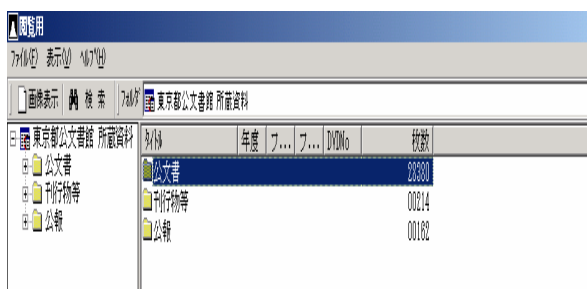 閲覧用
ファイル(F) 表示(V) ヘルプ(H)
画像表示 検 索 フォルダ 東京都公文書館 所蔵資料
東京都公文書館 所蔵資料
公文書
刊行物等
公報
タイトル 年度 フ... フ... DVDNo 枚数
公文書 28980
刊行物等 00214
公報 00162